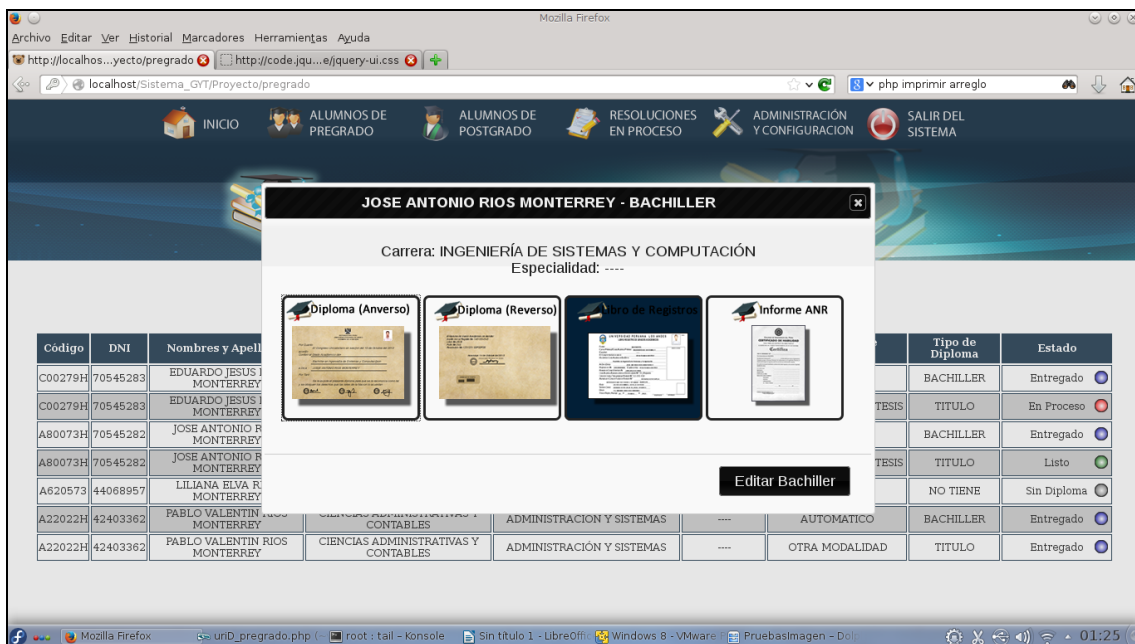 Mozilla Firefox
Archivo Editar Ver Historial Marcadores Herramientas Ayuda
http://localhos...yecto/pregrado http://code.jqu...e/jquery-ui.css
localhost/Sistema_GYT/Proyecto/pregrado php imprimir arreglo
INICIO
ALUMNOS DE
PREGRADO
ALUMNOS DE
POSTGRADO
RESOLUCIONES
EN PROCESO
ADMINISTRACIÓN
Y CONFIGURACION
SALIR DEL
SISTEMA
JOSE ANTONIO RIOS MONTERREY - BACHILLER
Carrera: INGENIERÍA DE SISTEMAS Y COMPUTACIÓN
Especialidad: ----
Diploma (Anverso)
Diploma (Reverso)
Libro de Registros
Informe ANR
Editar Bachiller
Código DNI Nombres y Apell Tipo de
Diploma Estado
C00279H 70545283 EDUARDO JESUS
MONTERREY BACHILLER Entregado
C00279H 70545283 EDUARDO JESUS
MONTERREY TESIS TITULO En Proceso
A80073H 70545282 JOSE ANTONIO R
MONTERREY BACHILLER Entregado
A80073H 70545282 JOSE ANTONIO R
MONTERREY TESIS TITULO Listo
A620573 44068957 LILIANA ELVA R
MONTERREY NO TIENE Sin Diploma
A22022H 42403362 PABLO VALENTIN RIOS
MONTERREY CIENCIAS ADMINISTRATIVAS Y
CONTABLES ADMINISTRACIÓN Y SISTEMAS ---- AUTOMATICO BACHILLER Entregado
A22022H 42403362 PABLO VALENTIN RIOS
MONTERREY CIENCIAS ADMINISTRATIVAS Y
CONTABLES ADMINISTRACIÓN Y SISTEMAS ---- OTRA MODALIDAD TITULO Entregado
Mozilla Firefox uriD_pregrado.php (~ root : tail – Konsole Sin título 1 - LibreOffic Windows 8 - VMware PruebasImagen – Dol 01:25